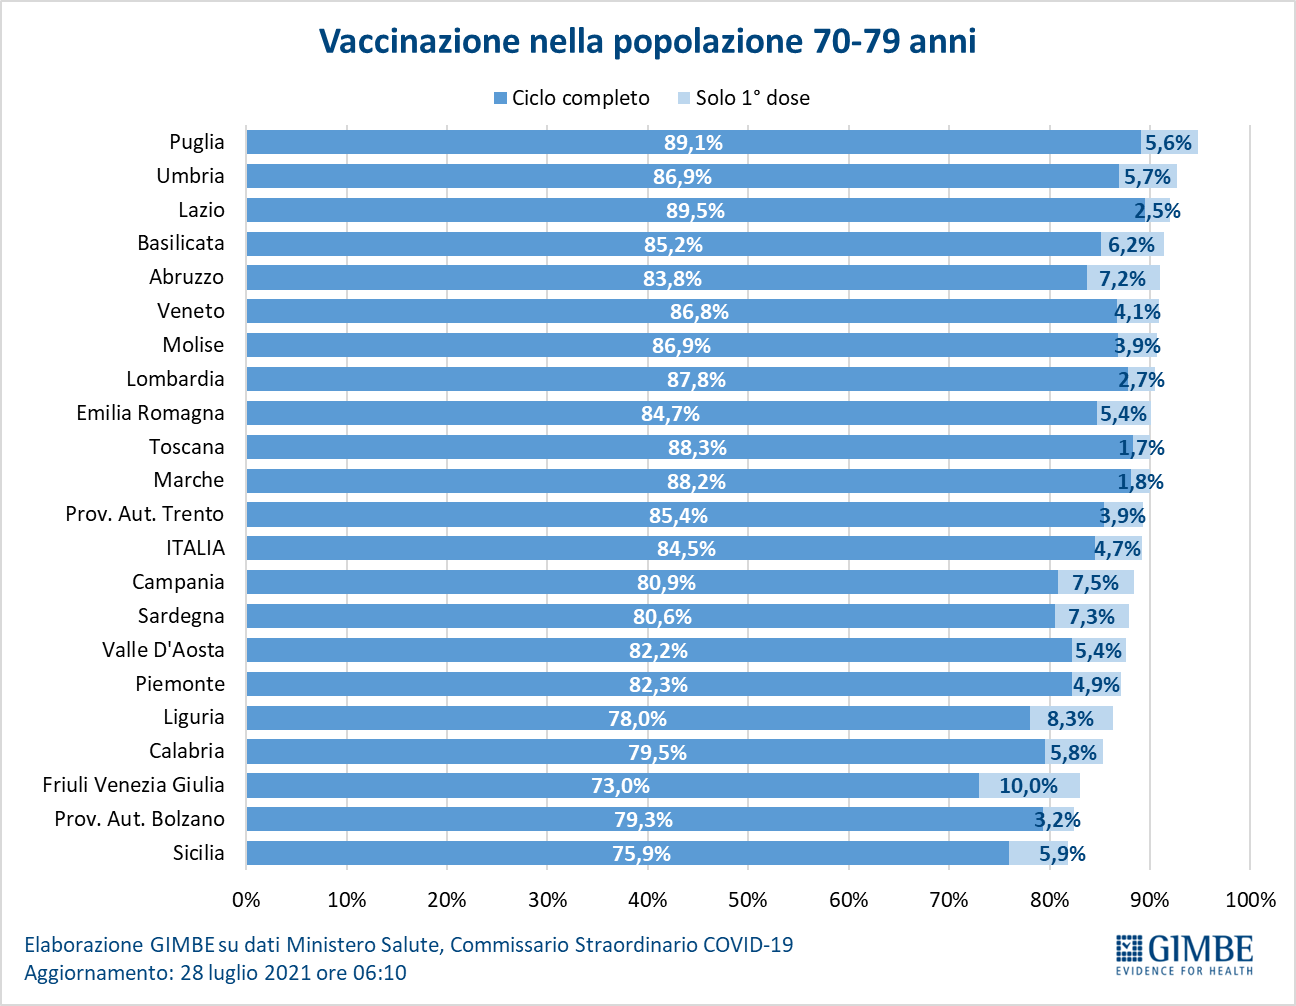 Vaccinazione nella popolazione 70-79 anni
Ciclo completo Solo 1° dose
Puglia 89,1% 5,6%
Umbria 86,9% 5,7%
Lazio 89,5% 2,5%
Basilicata 85,2% 6,2%
Abruzzo 83,8% 7,2%
Veneto 86,8% 4,1%
Molise 86,9% 3,9%
Lombardia 87,8% 2,7%
Emilia Romagna 84,7% 5,4%
Toscana 88,3% 1,7%
Marche 88,2% 1,8%
Prov. Aut. Trento 85,4% 3,9%
ITALIA 84,5% 4,7%
Campania 80,9% 7,5%
Sardegna 80,6% 7,3%
Valle D'Aosta 82,2% 5,4%
Piemonte 82,3% 4,9%
Liguria 78,0% 8,3%
Calabria 79,5% 5,8%
Friuli Venezia Giulia 73,0% 10,0%
Prov. Aut. Bolzano 79,3% 3,2%
Sicilia 75,9% 5,9%
0% 10% 20% 30% 40% 50% 60% 70% 80% 90% 100%
Elaborazione GIMBE su dati Ministero Salute, Commissario Straordinario COVID-19
Aggiornamento: 28 luglio 2021 ore 06:10
GIMBE
EVIDENCE FOR HEALTH